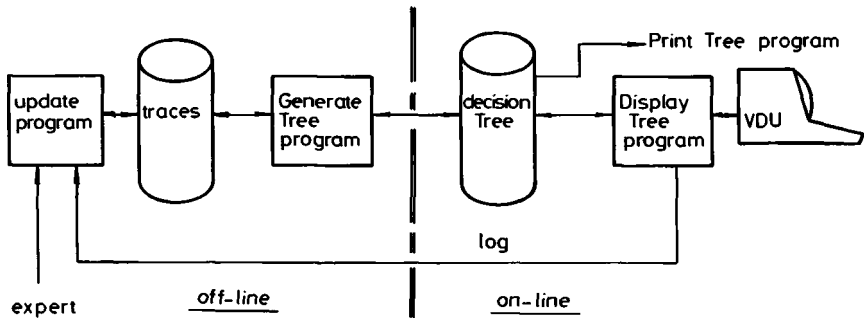 Print Tree program
update
program
traces
Generate
Tree
program
decision
Tree
Display
Tree
program
VDU
log
expert
off-line
on-line